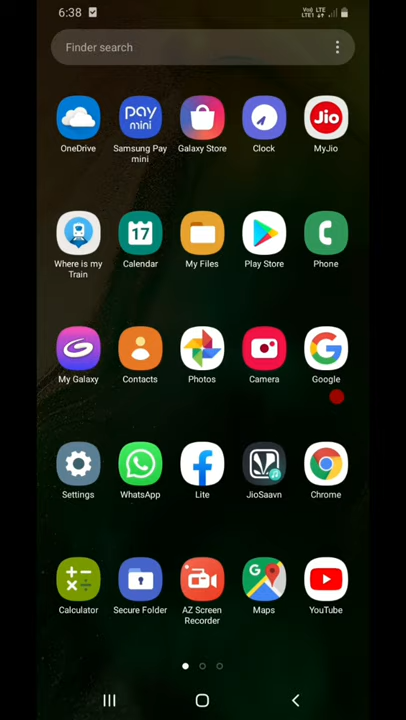 6:38
Vo) LTE
LTE1
Finder search
OneDrive
pay
mini
Samsung Pay
mini
Galaxy Store
Clock
Jio
MyJio
Where is my
Train
17
Calendar
My Files
Play Store
Phone
My Galaxy
Contacts
Photos
Camera
G
Google
Settings
WhatsApp
f
Lite
JioSaavn
Chrome
Calculator
Secure Folder
AZ Screen
Recorder
G
Maps
YouTube